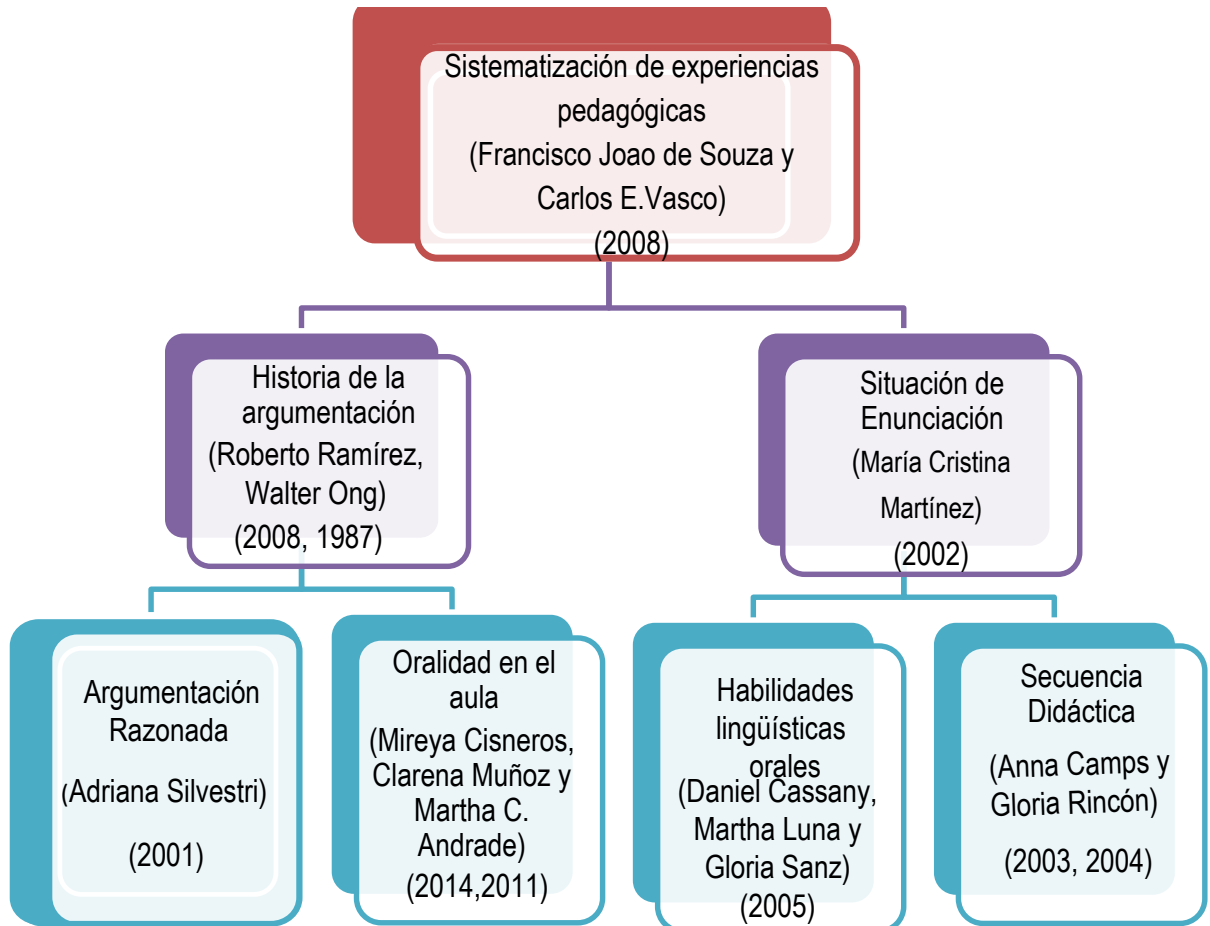 Sistematización de experiencias
pedagógicas
(Francisco Joao de Souza y
Carlos E.Vasco)
(2008)
Historia de la
argumentación
(Roberto Ramírez,
Walter Ong)
(2008, 1987)
Situación de
Enunciación
(María Cristina
Martínez)
(2002)
Argumentación
Razonada
(Adriana Silvestri)
(2001)
Oralidad en el
aula
(Mireya Cisneros,
Clarena Muñoz y
Martha C.
Andrade)
(2014,2011)
Habilidades
lingüísticas
orales
(Daniel Cassany,
Martha Luna y
Gloria Sanz)
(2005)
Secuencia
Didáctica
(Anna Camps y
Gloria Rincón)
(2003, 2004)